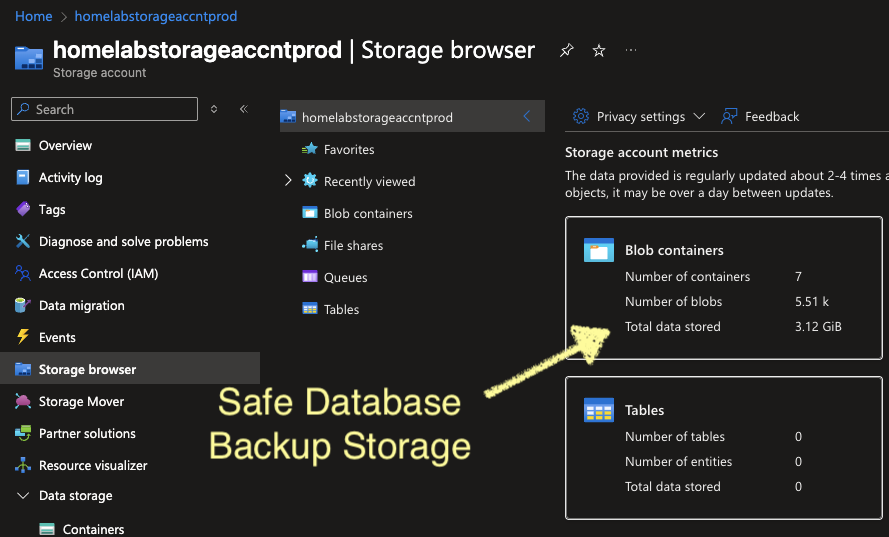 Home > homelabstorageaccntprod
homelabstorageaccntprod | Storage browser
Storage account
Search
Overview
Activity log
Tags
Diagnose and solve problems
Access Control (IAM)
Data migration
Events
Storage browser
Storage Mover
Partner solutions
Resource visualizer
Data storage
Containers
homelabstorageaccntprod
Favorites
Recently viewed
Blob containers
File shares
Queues
Tables
Safe Database
Backup Storage
Privacy settings
Feedback
Storage account metrics
The data provided is regularly updated about 2-4 times a
objects, it may be over a day between updates.
Blob containers
Number of containers 7
Number of blobs 5.51 k
Total data stored 3.12 GiB
Tables
Number of tables 0
Number of entities 0
Total data stored 0